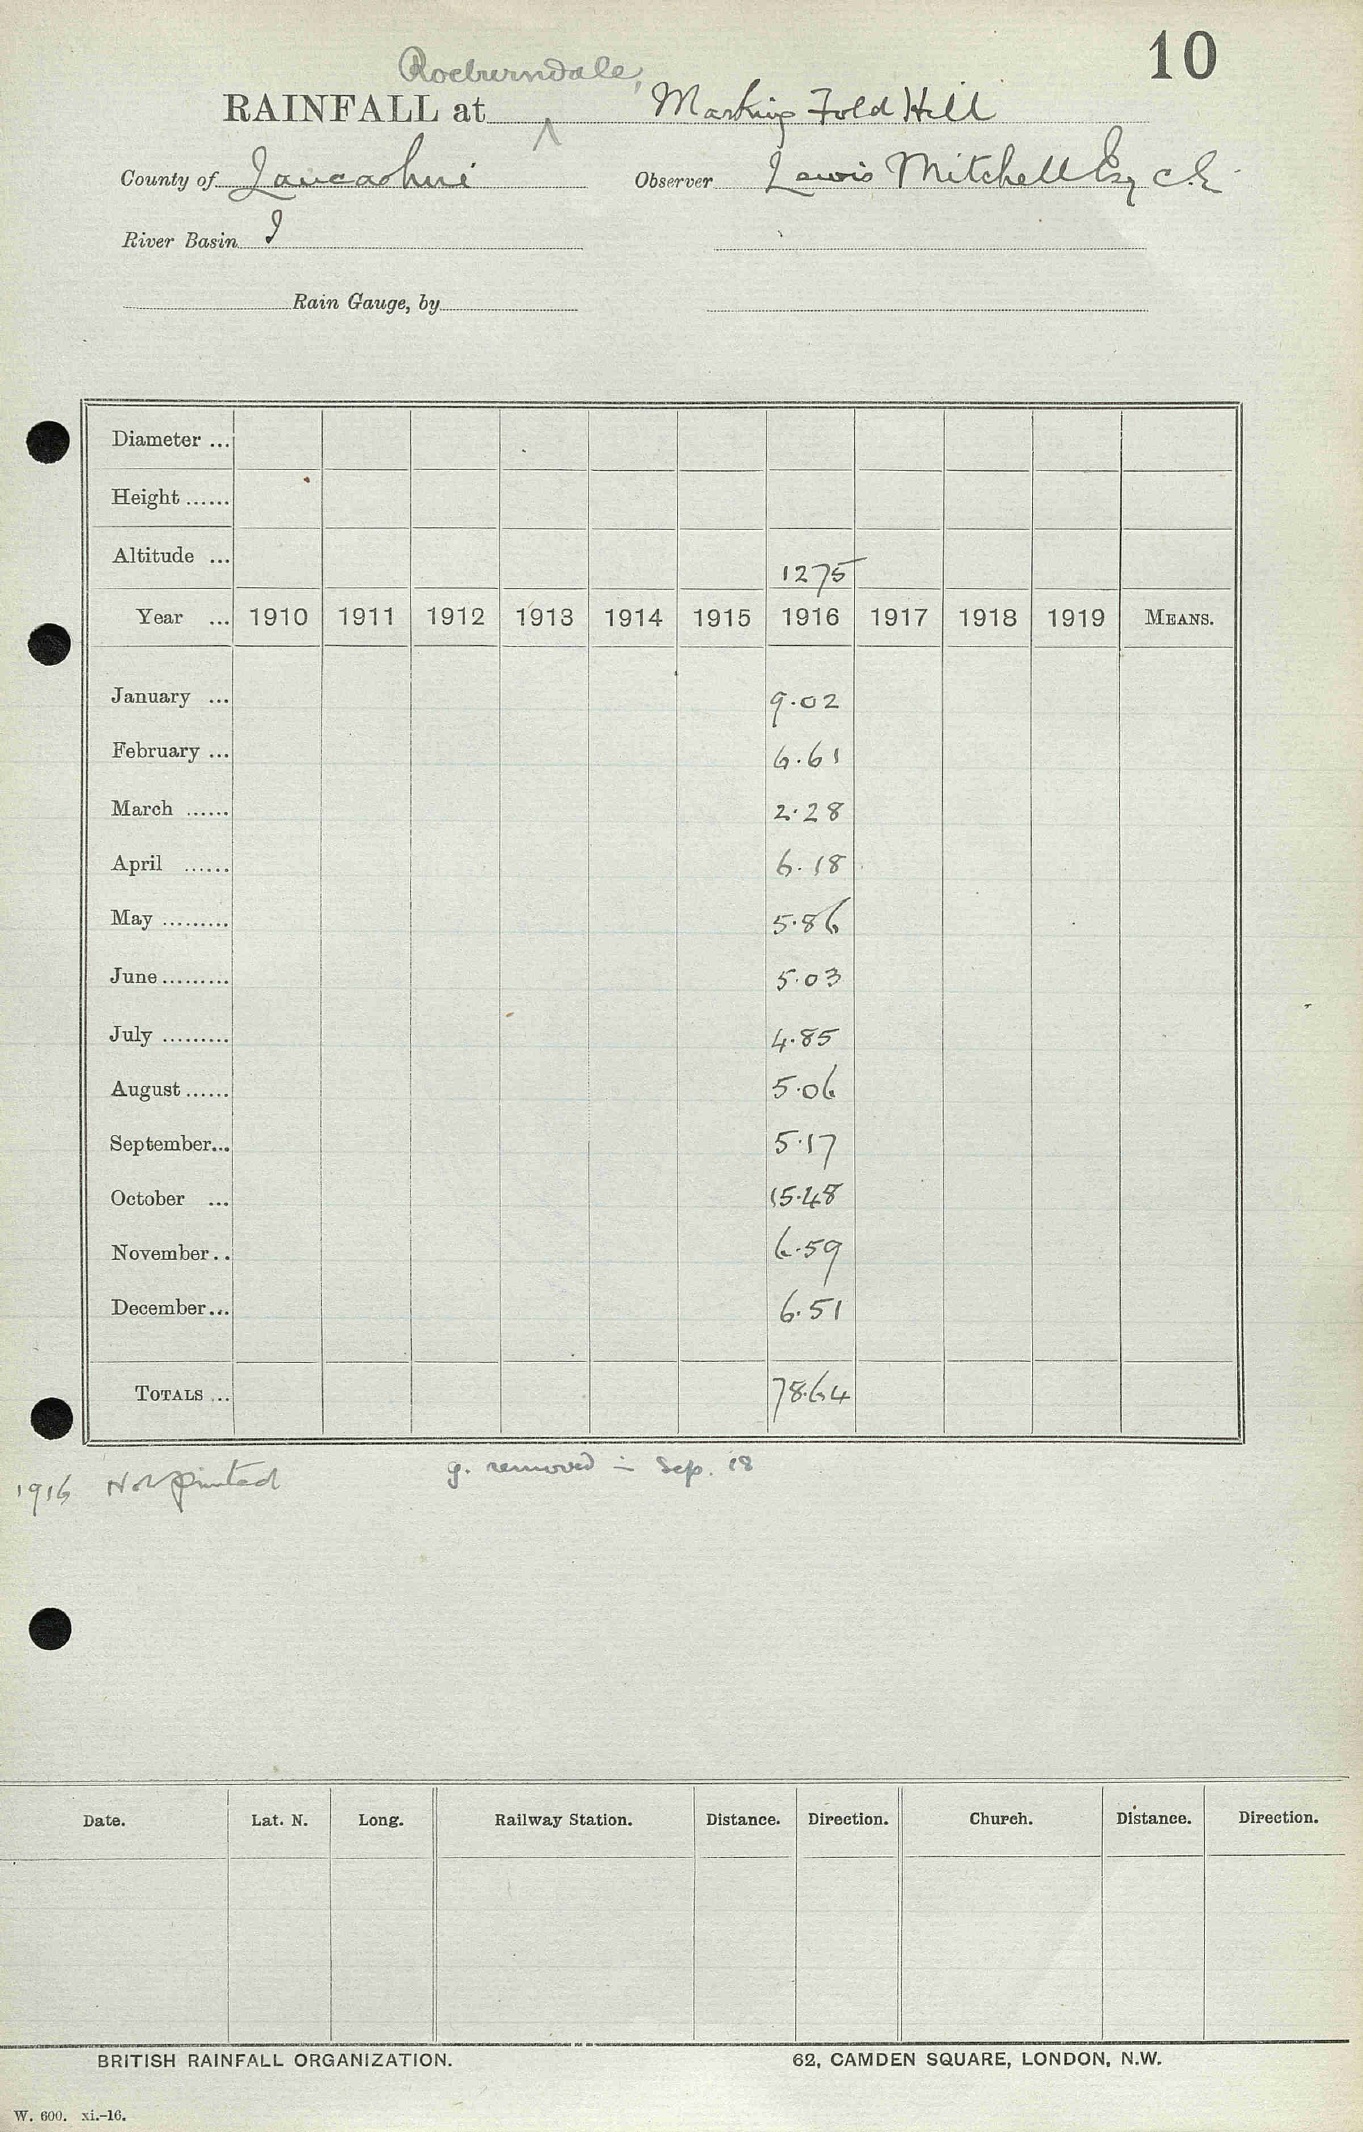 10
Roeburndale,
RAINFALL at Marking Fold Hill
County of Lancashire Observer Lewis Mitchell Esq C.E.
River Basin I
Rain Gauge, by
Diameter ...
Height ......
Altitude ... 1275
Year ... 1910 1911 1912 1913 1914 1915 1916 1917 1918 1919 MEANS.
January ... 9.02
February ... 6.61
March ...... 2.28
April ...... 6.18
May ......... 5.86
June ......... 5.03
July ......... 4.85
August ...... 5.06
September... 5.17
October ... 15.48
November.. 6.59
December... 6.51
TOTALS ... 78.64
g. removed - Sep. 18
1916 Not printed
Date. Lat. N. Long. Railway Station. Distance. Direction. Church. Distance. Direction.
BRITISH RAINFALL ORGANIZATION. 62, CAMDEN SQUARE, LONDON, N.W.
W. 600. xi.-16.